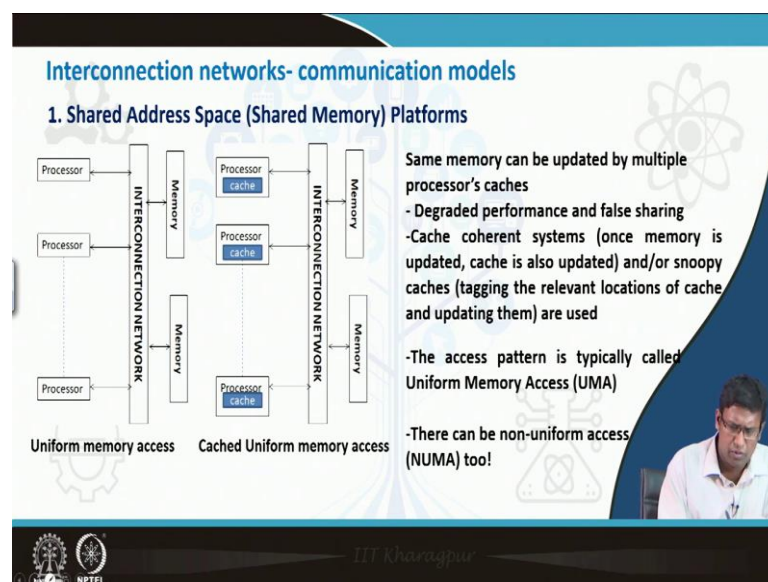 Interconnection networks- communication models
1. Shared Address Space (Shared Memory) Platforms
Processor
Processor
Processor
INTERCONNECTION NETWORK
Memory
Memory
Uniform memory access
Processor
cache
Processor
cache
Processor
cache
INTERCONNECTION NETWORK
Memory
Memory
Cached Uniform memory access
Same memory can be updated by multiple
processor's caches
- Degraded performance and false sharing
-Cache coherent systems (once memory is
updated, cache is also updated) and/or snoopy
caches (tagging the relevant locations of cache
and updating them) are used
-The access pattern is typically called
Uniform Memory Access (UMA)
-There can be non-uniform access
(NUMA) too!
IIT Kharagpur
NPTEL